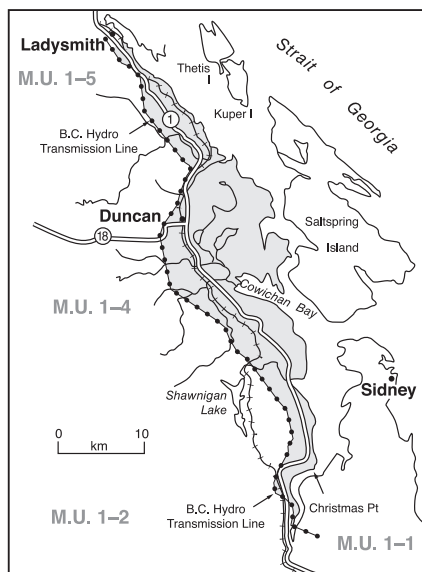 Ladysmith
M.U. 1–5
Thetis
I
Kuper I
Strait of Georgia
B.C. Hydro
Transmission Line
1
Duncan
18
Saltspring
Island
M.U. 1–4
Cowichan Bay
Shawnigan
Lake
Sidney
0 10
km
M.U. 1–2
B.C. Hydro
Transmission Line
Christmas Pt
M.U. 1–1